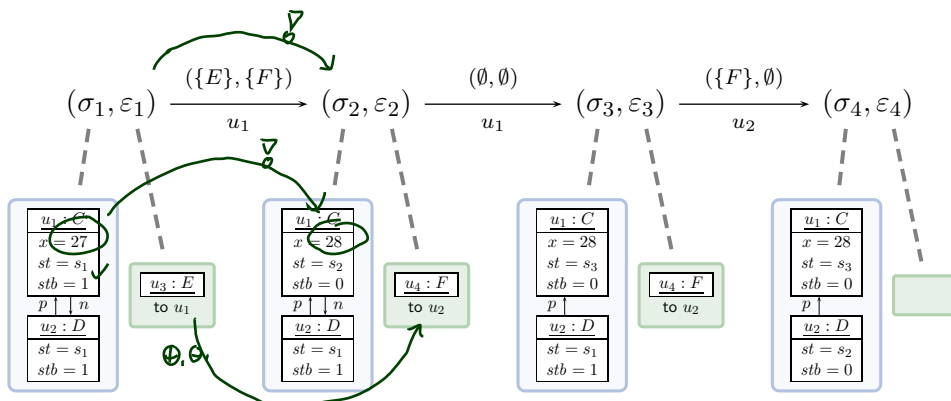 ({E}, {F})
(∅, ∅)
({F}, ∅)
(σ₁, ε₁)
(σ₂, ε₂)
(σ₃, ε₃)
(σ₄, ε₄)
u₁
u₁
u₂
u₁ : C
x = 27
st = s₁
stb = 1
p
n
u₂ : D
st = s₁
stb = 1
u₃ : E
to u₁
u₁ : C
x = 28
st = s₂
stb = 0
p
n
u₂ : D
st = s₁
stb = 1
u₄ : F
to u₂
u₁ : C
x = 28
st = s₃
stb = 0
p
u₂ : D
st = s₁
stb = 1
u₄ : F
to u₂
u₁ : C
x = 28
st = s₃
stb = 0
p
u₂ : D
st = s₂
stb = 0